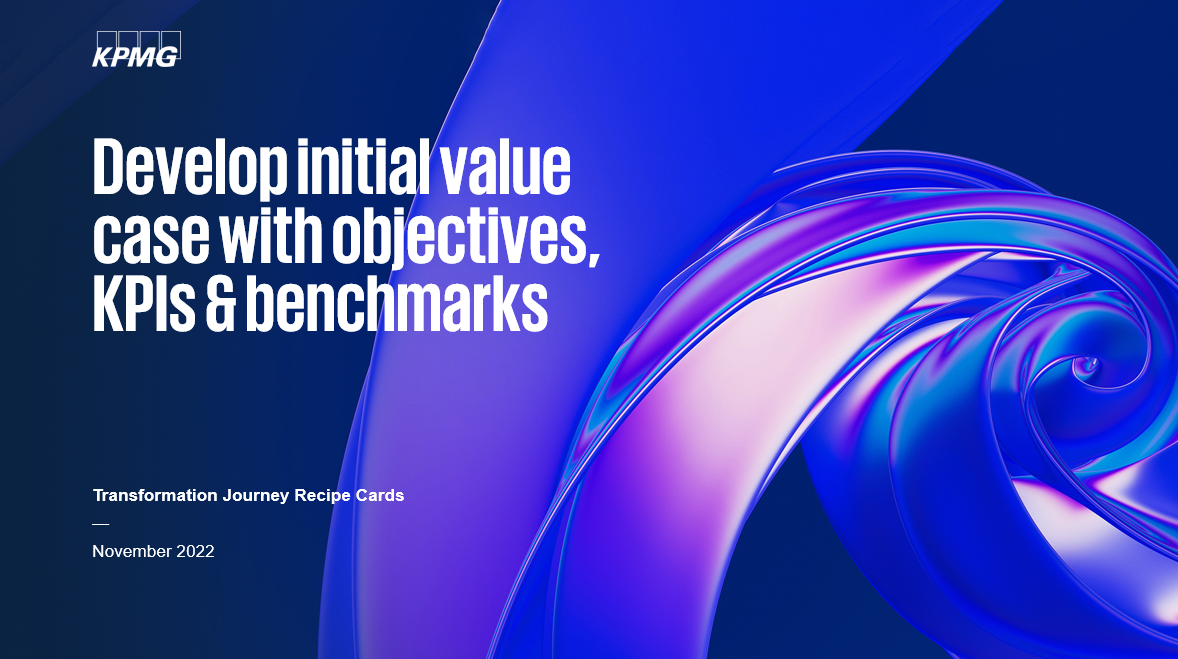 KPMG
Develop initial value
case with objectives,
KPIs & benchmarks
Transformation Journey Recipe Cards
—
November 2022